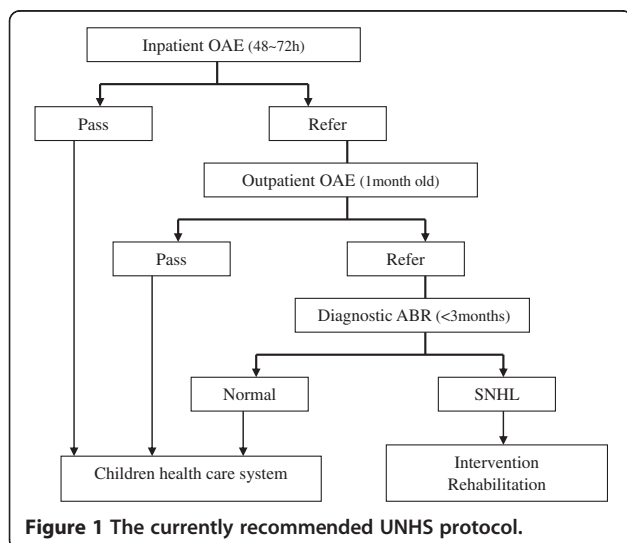 Inpatient OAE (48~72h)
Pass
Refer
Outpatient OAE (1month old)
Pass
Refer
Diagnostic ABR (<3months)
Normal
SNHL
Children health care system
Intervention
Rehabilitation
Figure 1 The currently recommended UNHS protocol.